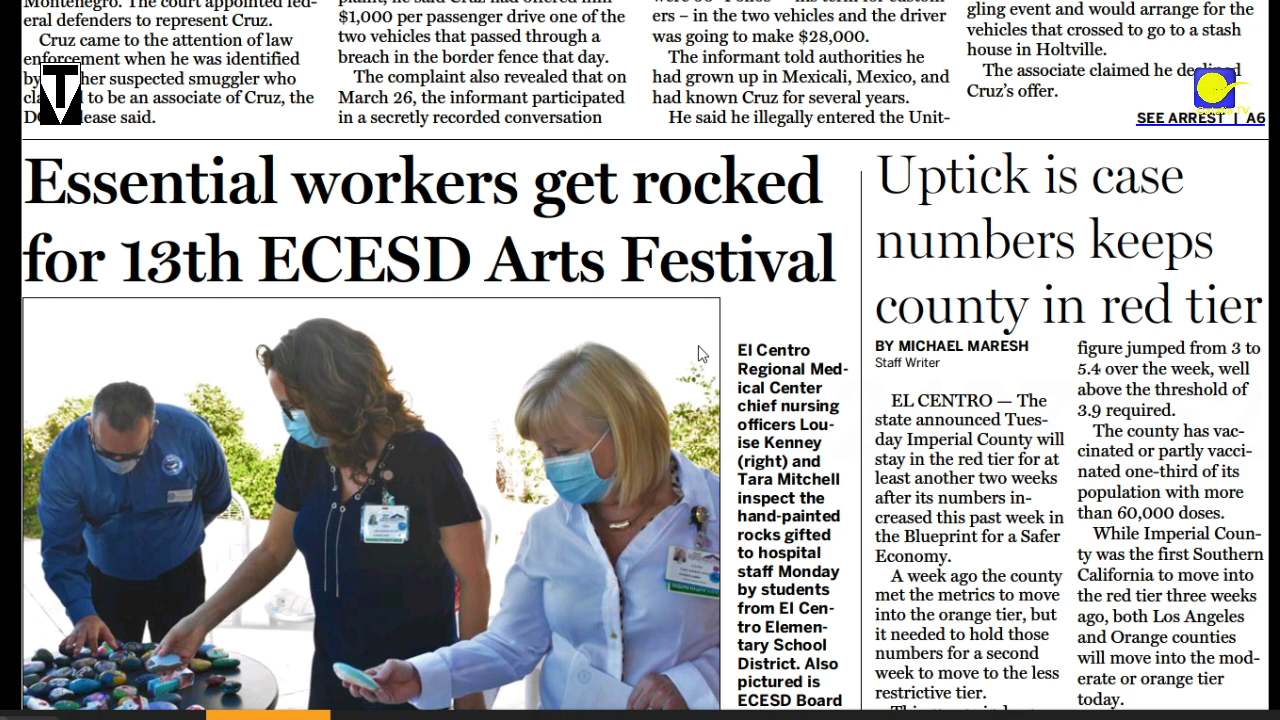 Montenegro. The court appointed fed-
eral defenders to represent Cruz.
Cruz came to the attention of law
enforcement when he was identified
by her suspected smuggler who
to be an associate of Cruz, the
said.
$1,000 per passenger drive one of the
two vehicles that passed through a
breach in the border fence that day.
The complaint also revealed that on
March 26, the informant participated
in a secretly recorded conversation
ers – in the two vehicles and the driver
was going to make $28,000.
The informant told authorities he
had grown up in Mexicali, Mexico, and
had known Cruz for several years.
He said he illegally entered the Unit-
gling event and would arrange for the
vehicles that crossed to go to a stash
house in Holtville.
The associate claimed he declined
Cruz’s offer.
SEE ARREST | A6
Essential workers get rocked
for 13th ECESD Arts Festival
El Centro
Regional Med-
ical Center
chief nursing
officers Lou-
ise Kenney
(right) and
Tara Mitchell
inspect the
hand-painted
rocks gifted
to hospital
staff Monday
by students
from El Cen-
tro Elemen-
tary School
District. Also
pictured is
ECESD Board
Uptick is case
numbers keeps
county in red tier
BY MICHAEL MARESH
Staff Writer
EL CENTRO — The
state announced Tues-
day Imperial County will
stay in the red tier for at
least another two weeks
after its numbers in-
creased this past week in
the Blueprint for a Safer
Economy.
A week ago the county
met the metrics to move
into the orange tier, but
it needed to hold those
numbers for a second
week to move to the less
restrictive tier.
figure jumped from 3 to
5.4 over the week, well
above the threshold of
3.9 required.
The county has vac-
cinated or partly vacci-
nated one-third of its
population with more
than 60,000 doses.
While Imperial Coun-
ty was the first Southern
California to move into
the red tier three weeks
ago, both Los Angeles
and Orange counties
will move into the mod-
erate or orange tier
today.